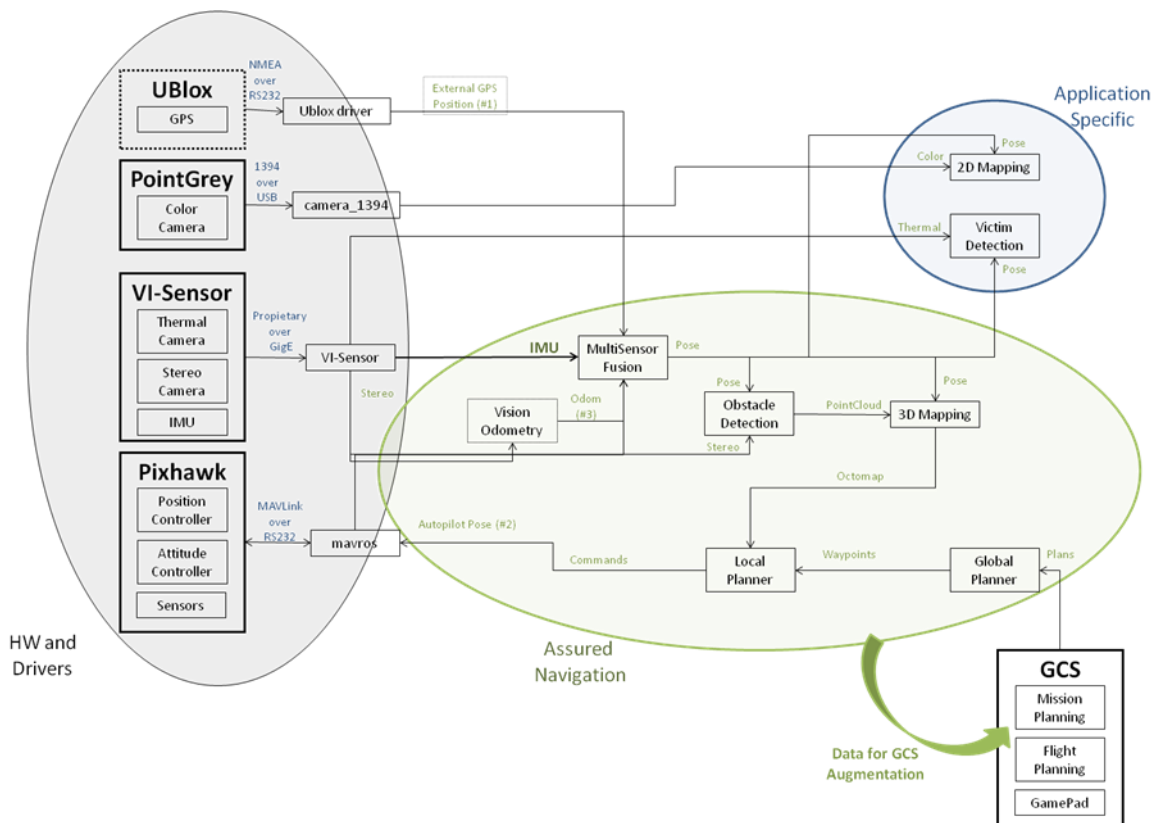 UBlox
GPS
NMEA
over
RS232
Ublox driver
External GPS
Position (#1)
Application
Specific
PointGrey
Color
Camera
1394
over
USB
camera_1394
Color
Pose
2D Mapping
Thermal
Victim
Detection
Pose
VI-Sensor
Thermal
Camera
Stereo
Camera
IMU
Propietary
over
GigE
VI-Sensor
Stereo
IMU
MultiSensor
Fusion
Pose
Vision
Odometry
Odom
(#3)
Pose
Obstacle
Detection
Stereo
PointCloud
Pose
3D Mapping
Octomap
Pixhawk
Position
Controller
Attitude
Controller
Sensors
MAVLink
over
RS232
mavros
Autopilot Pose (#2)
Commands
Local
Planner
Waypoints
Global
Planner
Plans
HW and
Drivers
Assured
Navigation
Data for GCS
Augmentation
GCS
Mission
Planning
Flight
Planning
GamePad